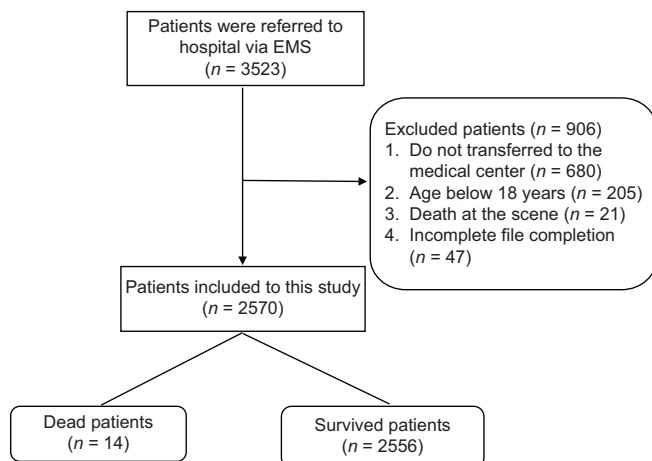 Patients were referred to
hospital via EMS
(n = 3523)
Excluded patients (n = 906)
1. Do not transferred to the
medical center (n = 680)
2. Age below 18 years (n = 205)
3. Death at the scene (n = 21)
4. Incomplete file completion
(n = 47)
Patients included to this study
(n = 2570)
Dead patients
(n = 14)
Survived patients
(n = 2556)